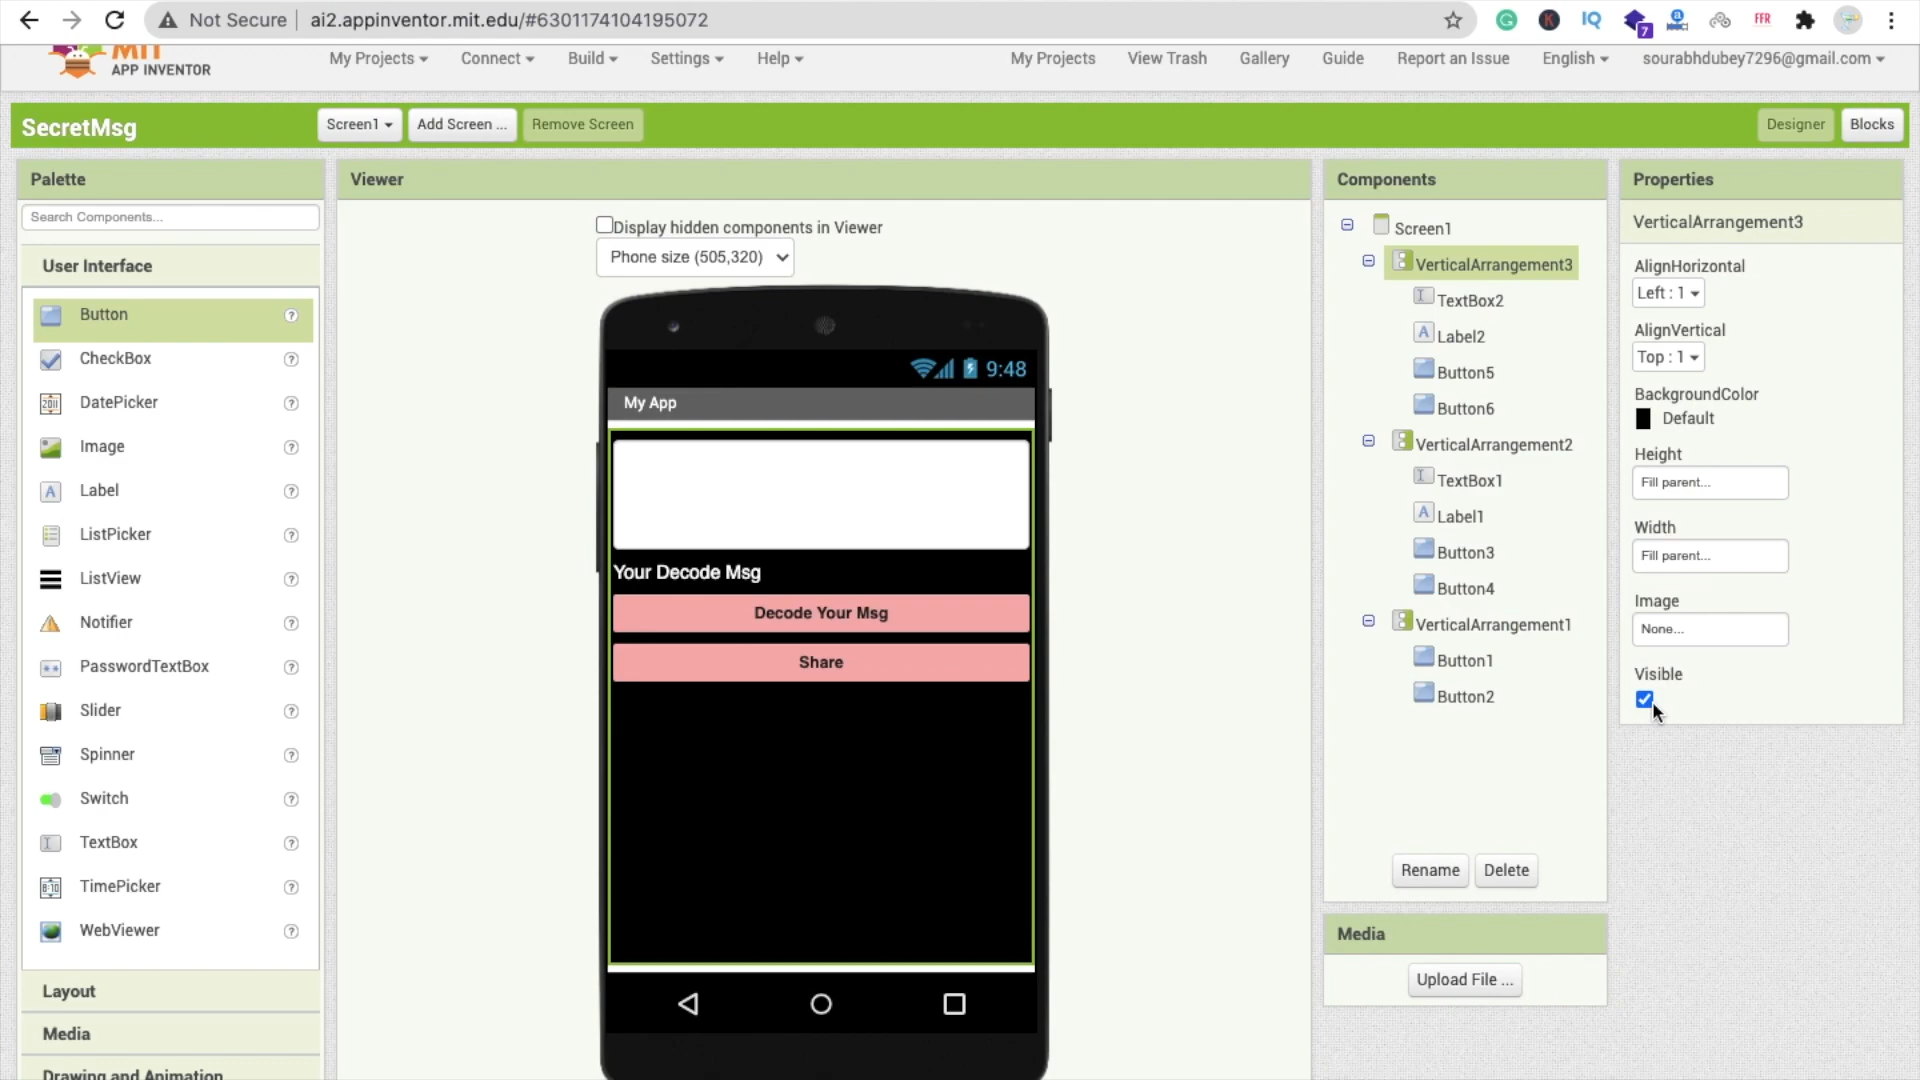 Not Secure
ai2.appinventor.mit.edu/#6301174104195072
IQ
7
FFR
MIT
APP INVENTOR
My Projects
Connect
Build
Settings
Help
My Projects
View Trash
Gallery
Guide
Report an Issue
English
sourabhdubey7296@gmail.com
SecretMsg
Screen1
Add Screen ...
Remove Screen
Designer
Blocks
Palette
Search Components...
User Interface
Button
CheckBox
DatePicker
Image
Label
ListPicker
ListView
Notifier
PasswordTextBox
Slider
Spinner
Switch
TextBox
TimePicker
WebViewer
Layout
Media
Drawing and Animation
Viewer
Display hidden components in Viewer
Phone size (505,320)
9:48
My App
Your Decode Msg
Decode Your Msg
Share
Components
Screen1
VerticalArrangement3
TextBox2
Label2
Button5
Button6
VerticalArrangement2
TextBox1
Label1
Button3
Button4
VerticalArrangement1
Button1
Button2
Rename
Delete
Media
Upload File ...
Properties
VerticalArrangement3
AlignHorizontal
Left : 1
AlignVertical
Top : 1
BackgroundColor
Default
Height
Fill parent...
Width
Fill parent...
Image
None...
Visible